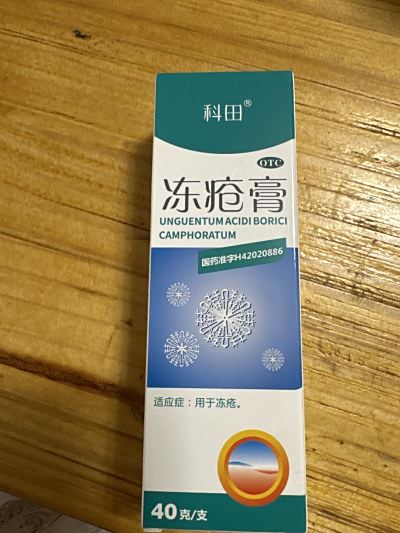 科田®
OTC
冻疮膏
UNGUENTUM ACIDI BORICI
CAMPHORATUM
国药准字H42020886
适应症：用于冻疮。
40克/支